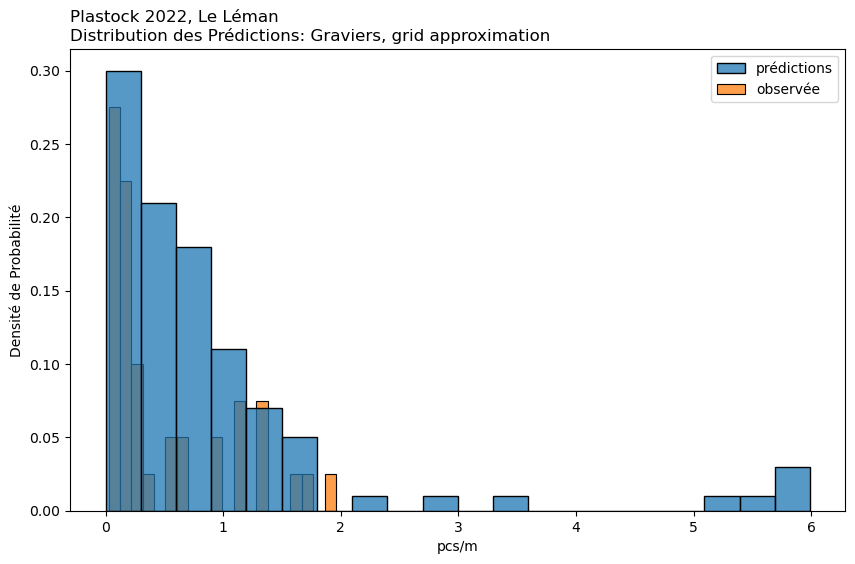 Plastock 2022, Le Léman
Distribution des Prédictions: Graviers, grid approximation
prédictions
observée
Densité de Probabilité
0.30
0.25
0.20
0.15
0.10
0.05
0.00
0 1 2 3 4 5 6
pcs/m